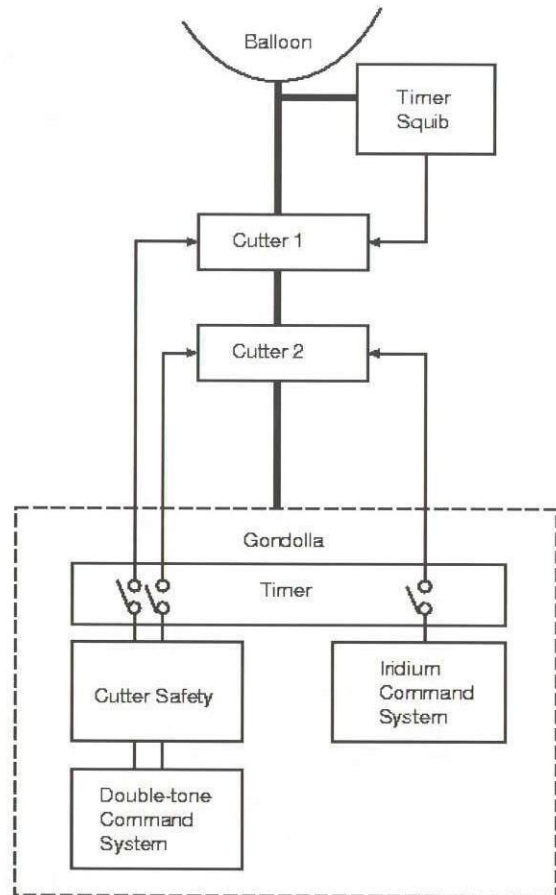 Balloon
Timer
Squib
Cutter 1
Cutter 2
Gondolla
Timer
Cutter Safety
Iridium
Command
System
Double-tone
Command
System